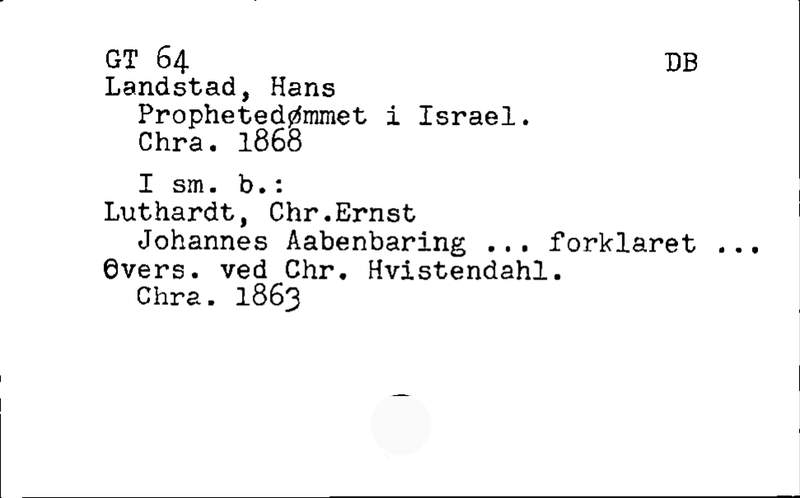 GT 64 DB
Landstad, Hans
Prophetedømmet i Israel.
Chra. 1868
I sm. b.:
Luthardt, Chr.Ernst
Johannes Aabenbaring ... forklaret ...
Øvers. ved Chr. Hvistendahl.
Chra. 1863